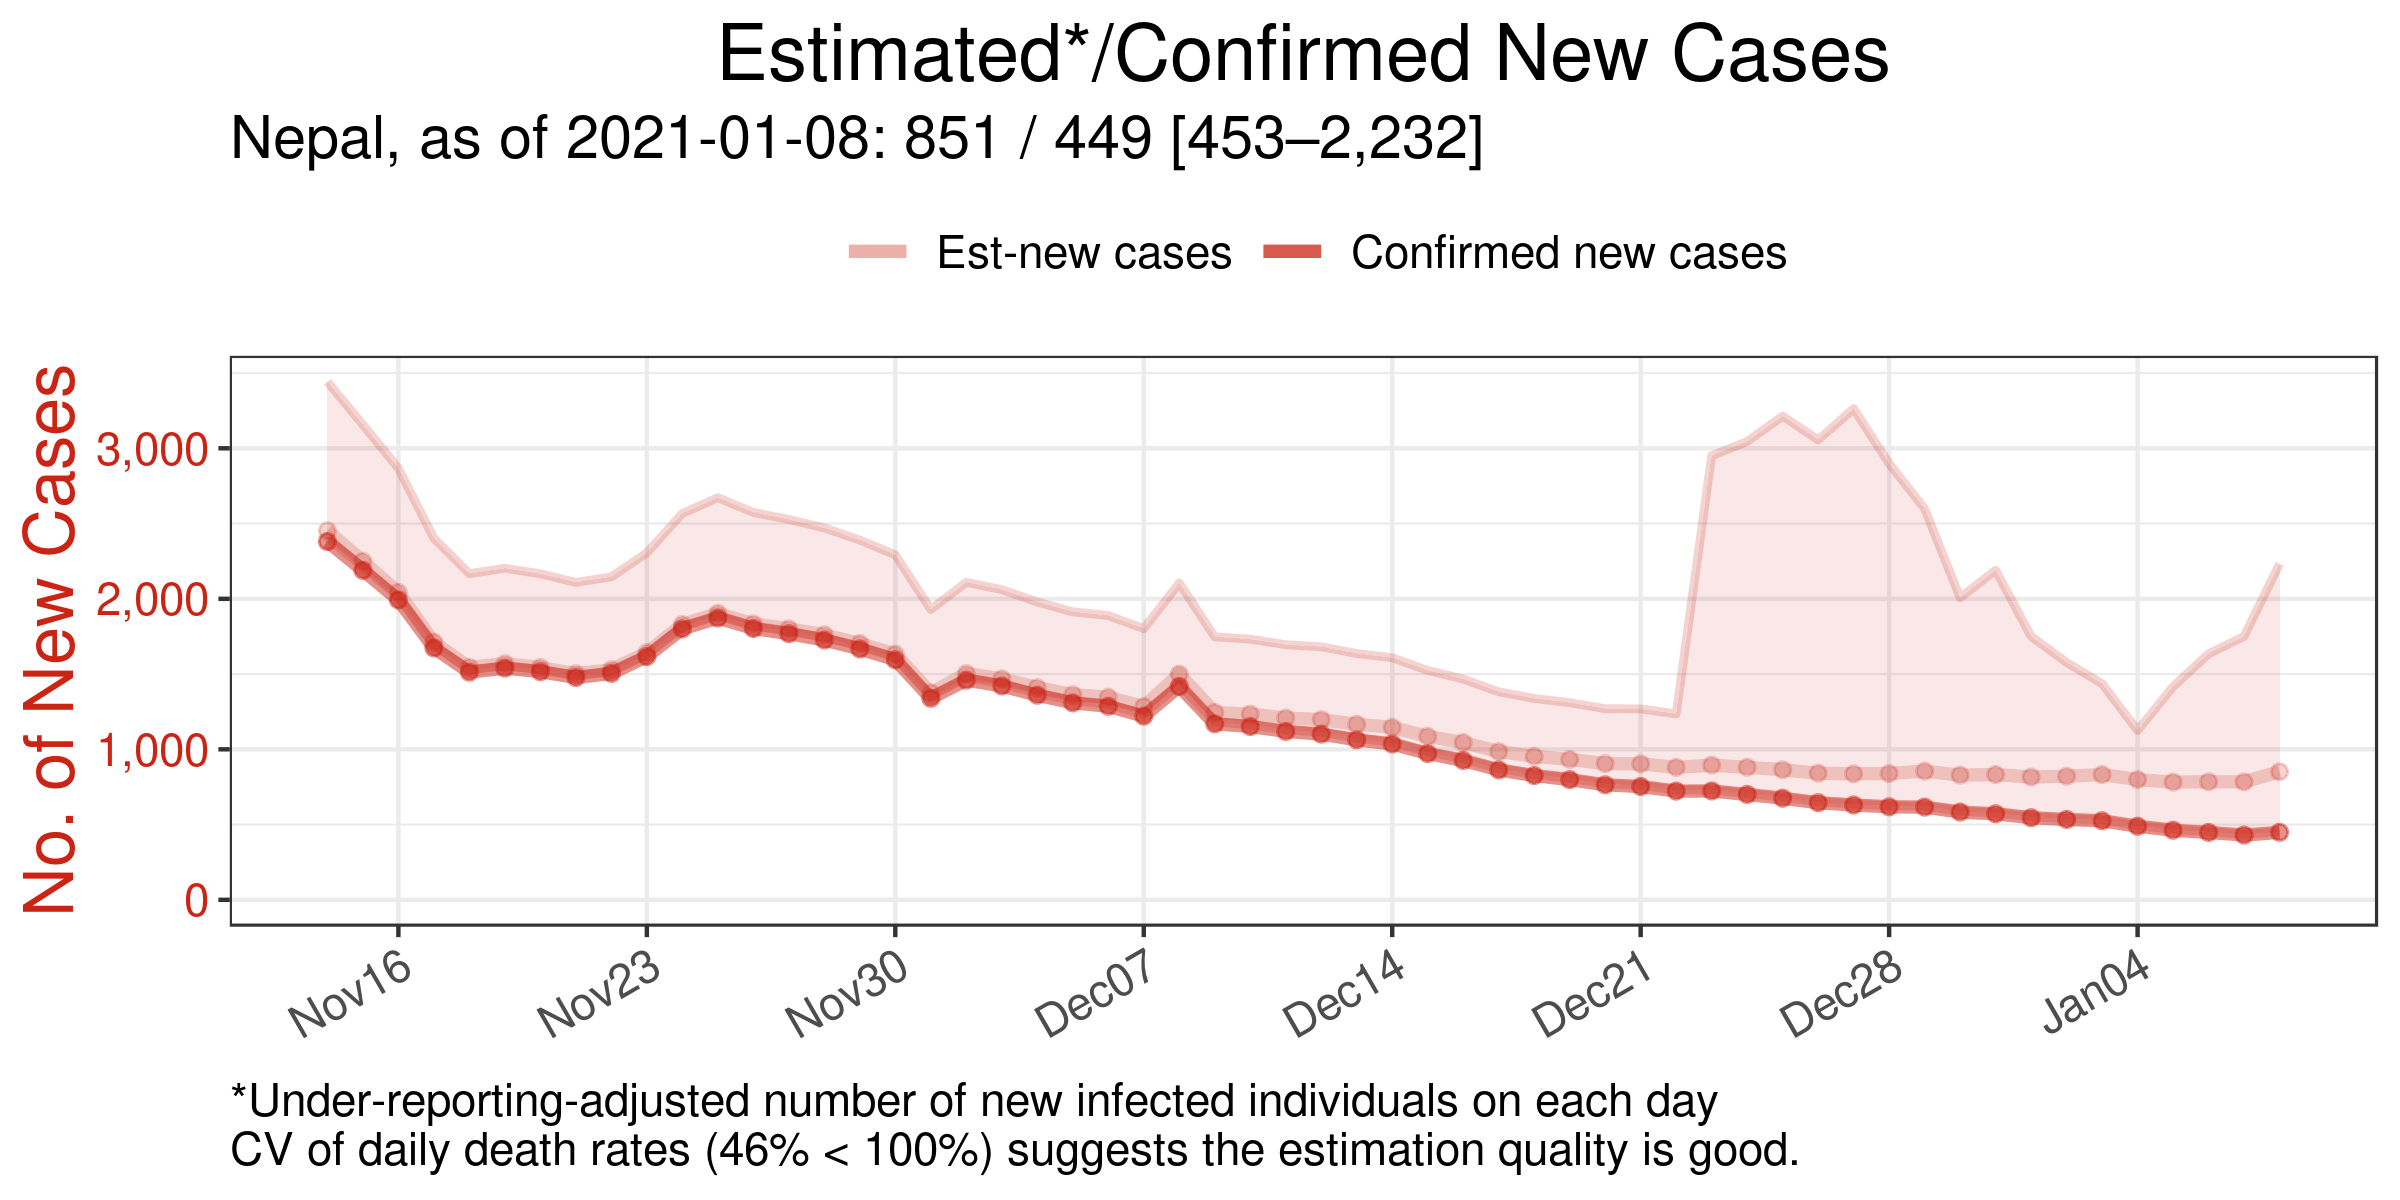 Estimated*/Confirmed New Cases
Nepal, as of 2021-01-08: 851 / 449 [453–2,232]
Est-new cases
Confirmed new cases
No. of New Cases
3,000
2,000
1,000
0
Nov16
Nov23
Nov30
Dec07
Dec14
Dec21
Dec28
Jan04
*Under-reporting-adjusted number of new infected individuals on each day
CV of daily death rates (46% < 100%) suggests the estimation quality is good.